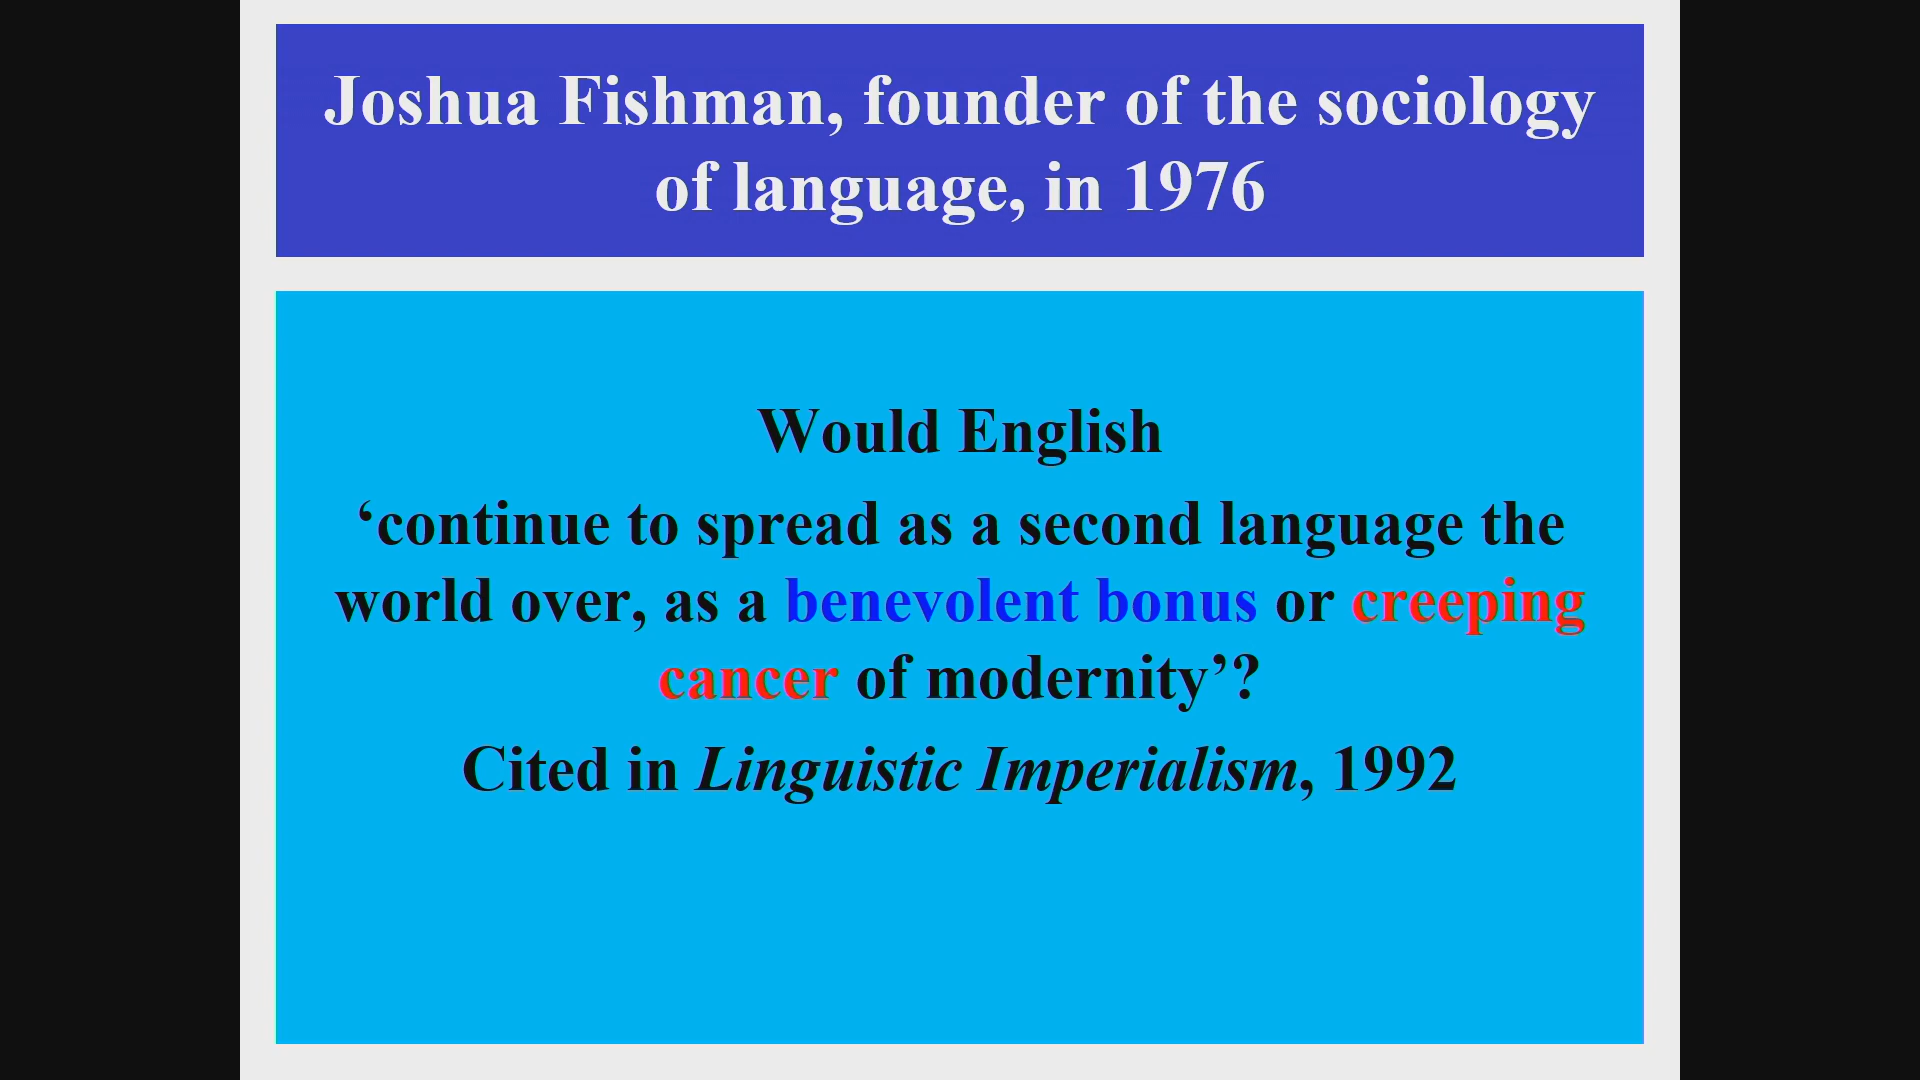 Joshua Fishman, founder of the sociology
of language, in 1976
Would English
‘continue to spread as a second language the
world over, as a benevolent bonus or creeping
cancer of modernity’?
Cited in Linguistic Imperialism, 1992